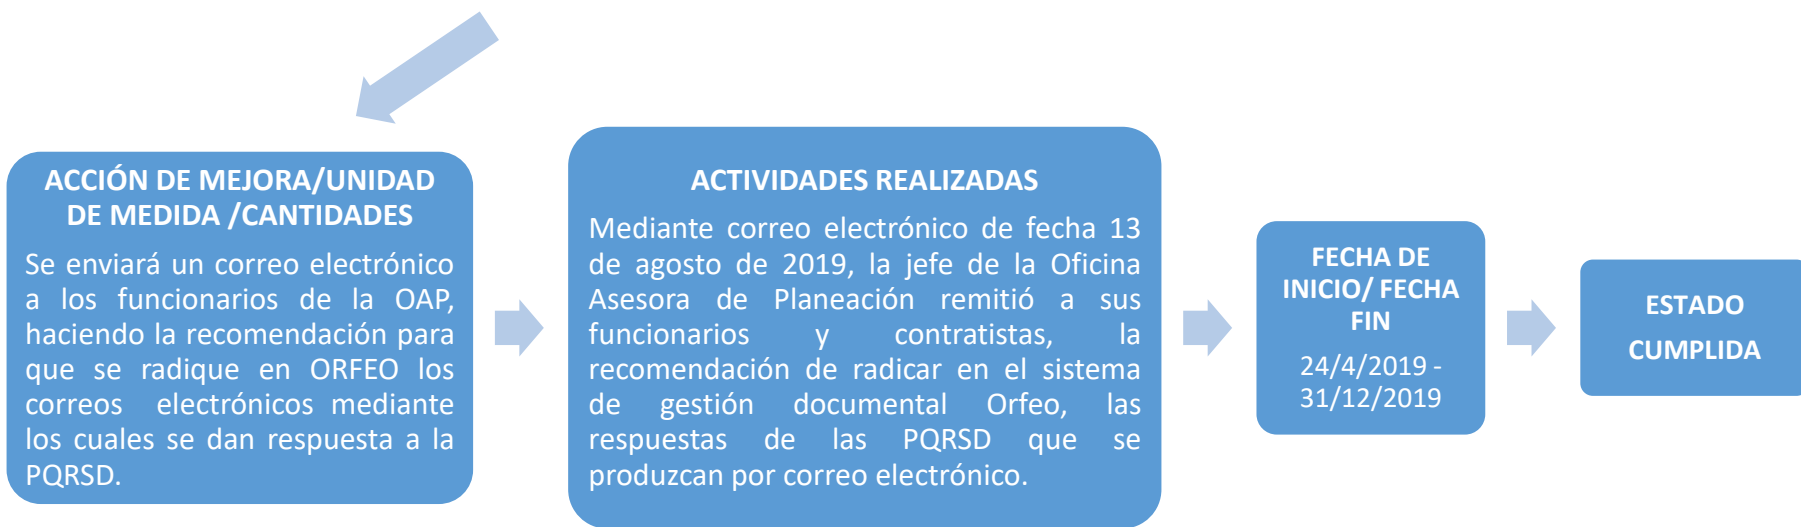 ACCIÓN DE MEJORA/UNIDAD
DE MEDIDA /CANTIDADES
Se enviará un correo electrónico
a los funcionarios de la OAP,
haciendo la recomendación para
que se radique en ORFEO los
correos electrónicos mediante
los cuales se dan respuesta a la
PQRSD.
ACTIVIDADES REALIZADAS
Mediante correo electrónico de fecha 13
de agosto de 2019, la jefe de la Oficina
Asesora de Planeación remitió a sus
funcionarios y contratistas, la
recomendación de radicar en el sistema
de gestión documental Orfeo, las
respuestas de las PQRSD que se
produzcan por correo electrónico.
FECHA DE
INICIO/ FECHA
FIN
24/4/2019 -
31/12/2019
ESTADO
CUMPLIDA